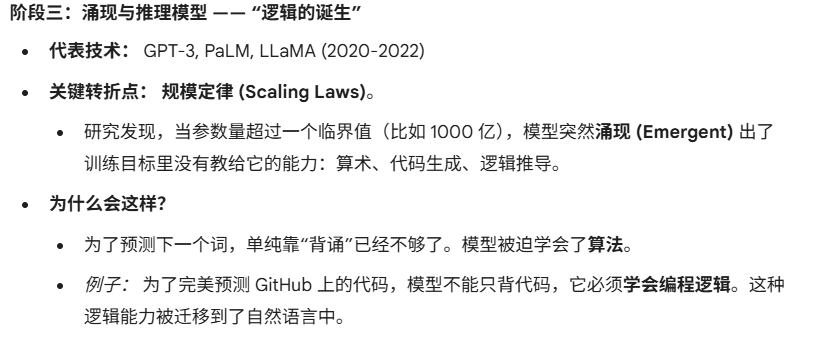 阶段三：涌现与推理模型 —— “逻辑的诞生”
• 代表技术： GPT-3, PaLM, LLaMA (2020-2022)
• 关键转折点： 规模定律 (Scaling Laws)。
• 研究发现，当参数量超过一个临界值（比如 1000 亿），模型突然涌现 (Emergent) 出了
训练目标里没有教给它的能力：算术、代码生成、逻辑推导。
• 为什么会这样？
• 为了预测下一个词，单纯靠“背诵”已经不够了。模型被迫学会了算法。
• 例子： 为了完美预测 GitHub 上的代码，模型不能只背代码，它必须学会编程逻辑。这种
逻辑能力被迁移到了自然语言中。